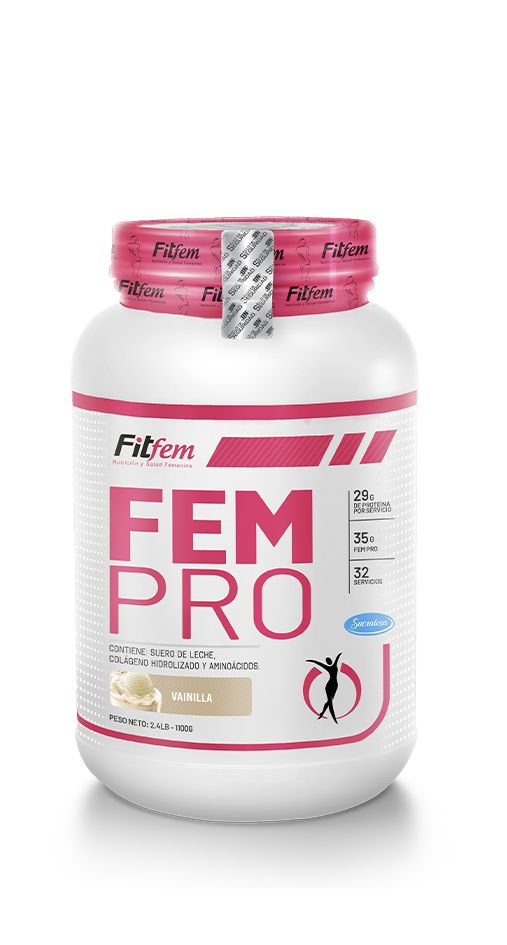 Fitfem
Fitfem
Fitfem
Fitfem
Fitfem
Nutrición y Salud Femenina
FEM
PRO
29G
DE PROTEÍNA
POR SERVICIO
35G
FEM PRO
32
SERVICIOS
Sucralosa
CONTIENE: SUERO DE LECHE,
COLÁGENO HIDROLIZADO Y AMINOÁCIDOS.
VAINILLA
PESO NETO: 2.4LB - 1100G